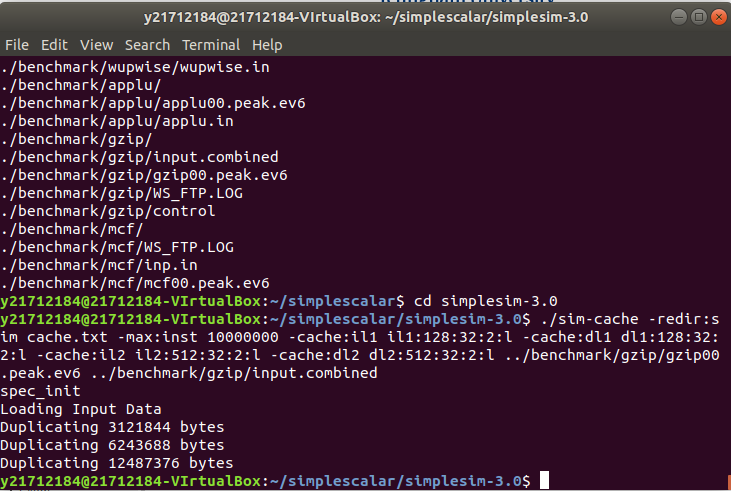 y21712184@21712184-VIrtualBox: ~/simplescalar/simplesim-3.0
File Edit View Search Terminal Help
./benchmark/wupwise/wupwise.in
./benchmark/applu/
./benchmark/applu/applu00.peak.ev6
./benchmark/applu/applu.in
./benchmark/gzip/
./benchmark/gzip/input.combined
./benchmark/gzip/gzip00.peak.ev6
./benchmark/gzip/WS_FTP.LOG
./benchmark/gzip/control
./benchmark/mcf/
./benchmark/mcf/WS_FTP.LOG
./benchmark/mcf/inp.in
./benchmark/mcf/mcf00.peak.ev6
y21712184@21712184-VIrtualBox:~/simplescalar$ cd simplesim-3.0
y21712184@21712184-VIrtualBox:~/simplescalar/simplesim-3.0$ ./sim-cache -redir:s
im cache.txt -max:inst 10000000 -cache:il1 il1:128:32:2:l -cache:dl1 dl1:128:32:
2:l -cache:il2 il2:512:32:2:l -cache:dl2 dl2:512:32:2:l ../benchmark/gzip/gzip00
.peak.ev6 ../benchmark/gzip/input.combined
spec_init
Loading Input Data
Duplicating 3121844 bytes
Duplicating 6243688 bytes
Duplicating 12487376 bytes
y21712184@21712184-VIrtualBox:~/simplescalar/simplesim-3.0$